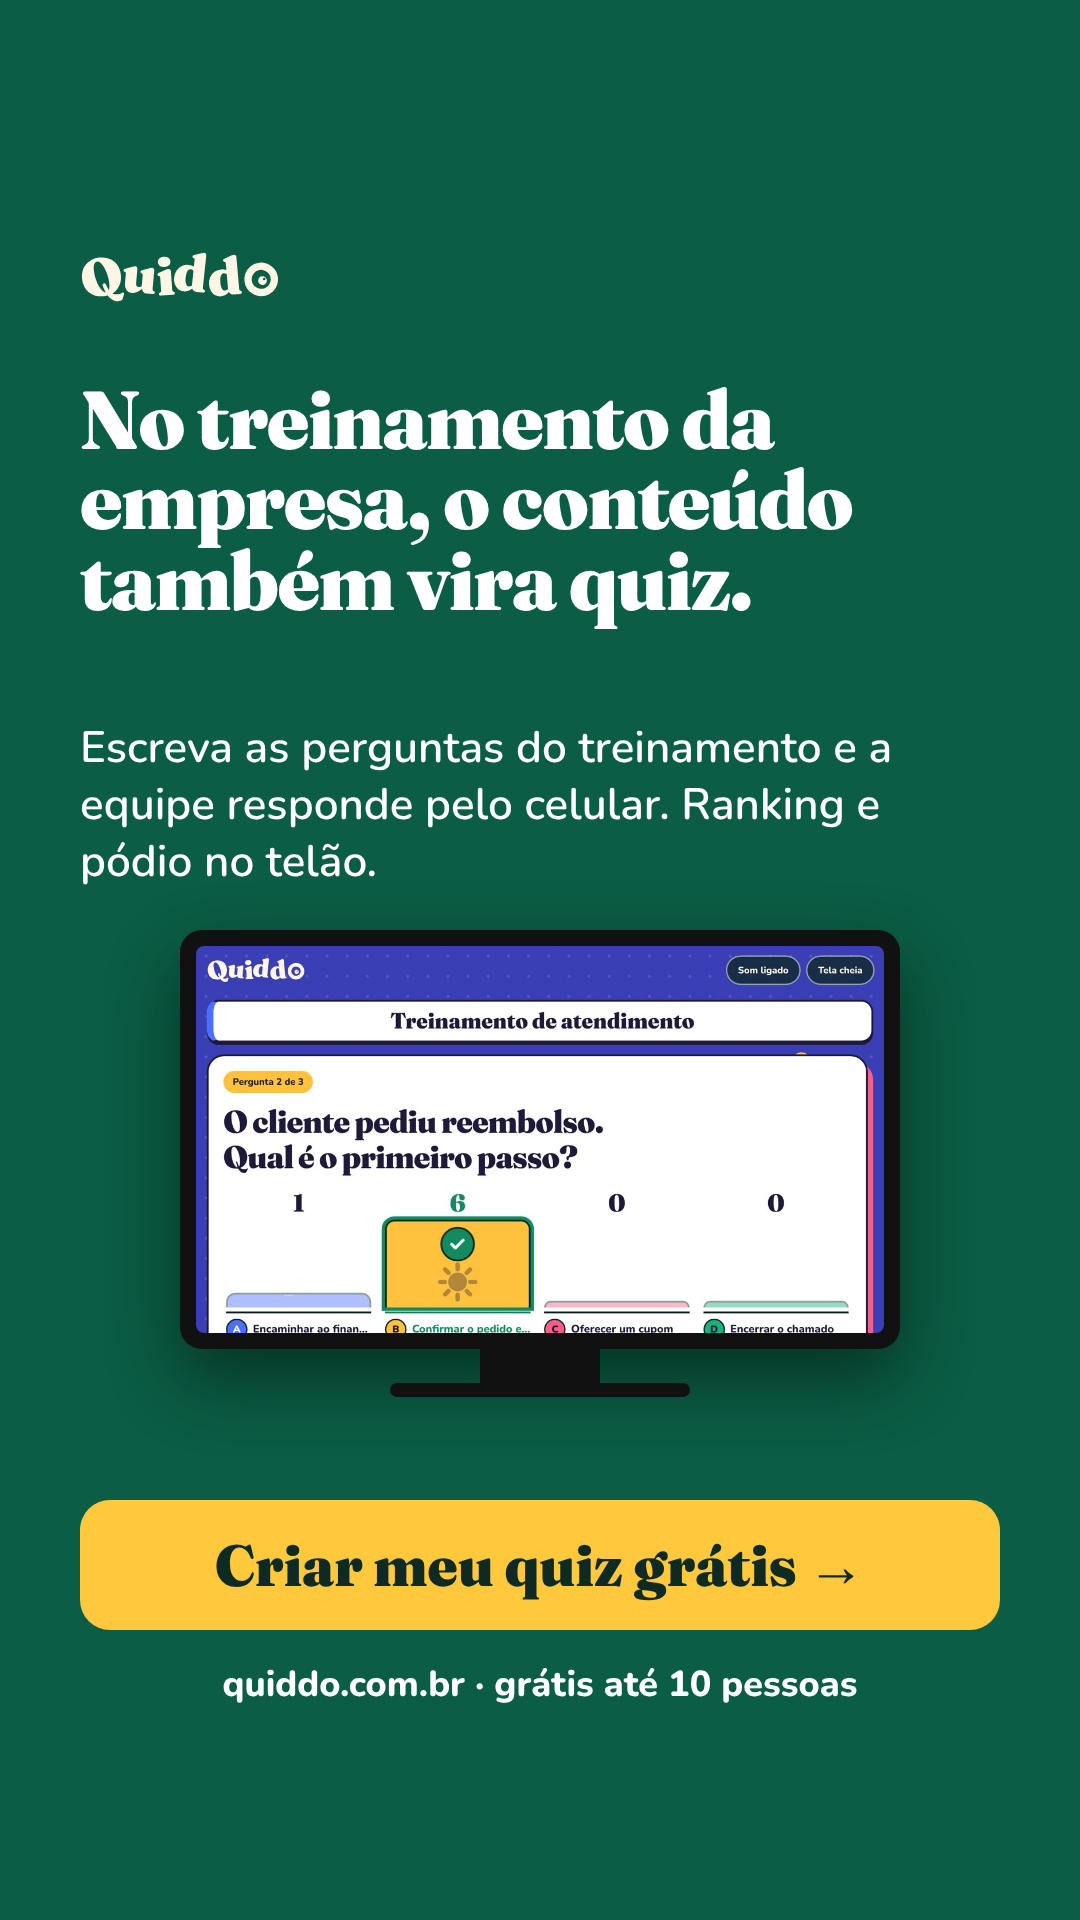 Quiddo
No treinamento da
empresa, o conteúdo
também vira quiz.
Escreva as perguntas do treinamento e a
equipe responde pelo celular. Ranking e
pódio no telão.
Quiddo
Som ligado
Tela cheia
Treinamento de atendimento
Pergunta 2 de 3
O cliente pediu reembolso.
Qual é o primeiro passo?
1
6
0
0
A Encaminhar ao finan...
B Confirmar o pedido e...
C Oferecer um cupom
D Encerrar o chamado
Criar meu quiz grátis →
quiddo.com.br · grátis até 10 pessoas